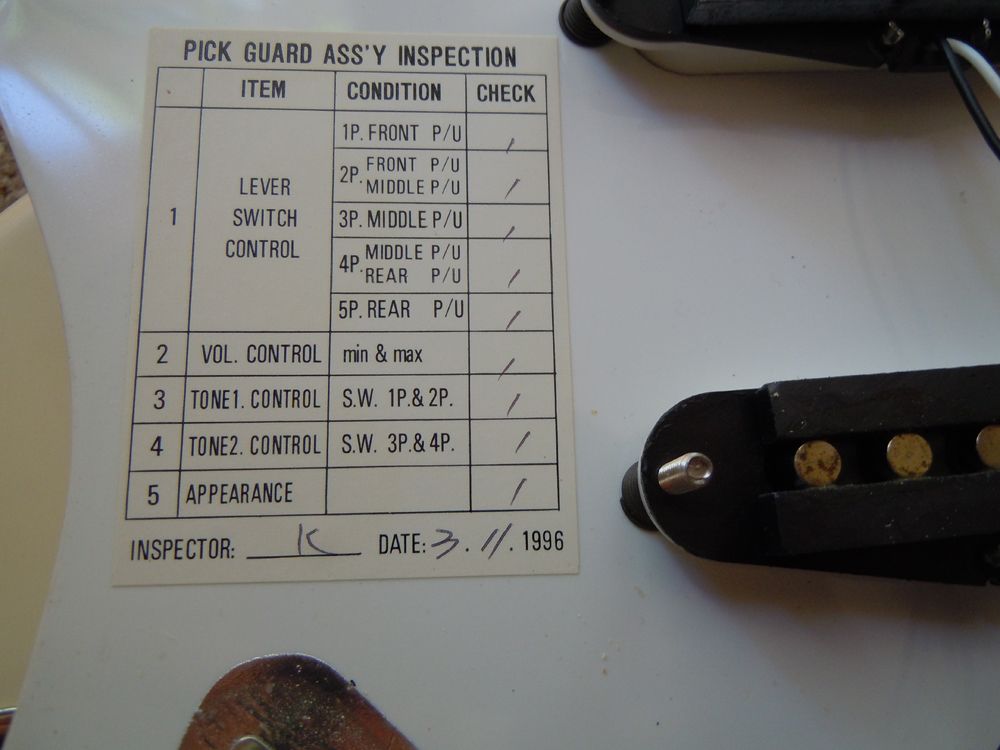 PICK GUARD ASS'Y INSPECTION
ITEM CONDITION CHECK
1 LEVER SWITCH CONTROL
1P. FRONT P/U /
2P. FRONT P/U
MIDDLE P/U /
3P. MIDDLE P/U /
4P. MIDDLE P/U
REAR P/U /
5P. REAR P/U /
2 VOL. CONTROL min & max /
3 TONE1. CONTROL S.W. 1P.& 2P. /
4 TONE2. CONTROL S.W. 3P.& 4P. /
5 APPEARANCE /
INSPECTOR: K DATE: 3. 11. 1996